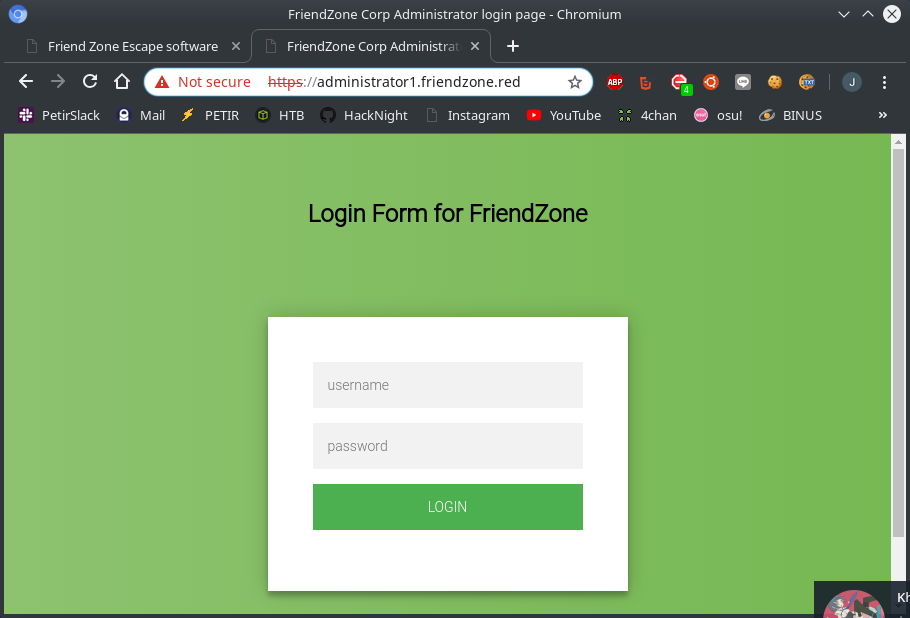 FriendZone Corp Administrator login page - Chromium
Friend Zone Escape software
FriendZone Corp Administrat
Not secure https://administrator1.friendzone.red
ABP
4
TXT
J
PetirSlack Mail PETIR HTB HackNight Instagram YouTube 4chan osu! BINUS »
Login Form for FriendZone
username
password
LOGIN
Kh